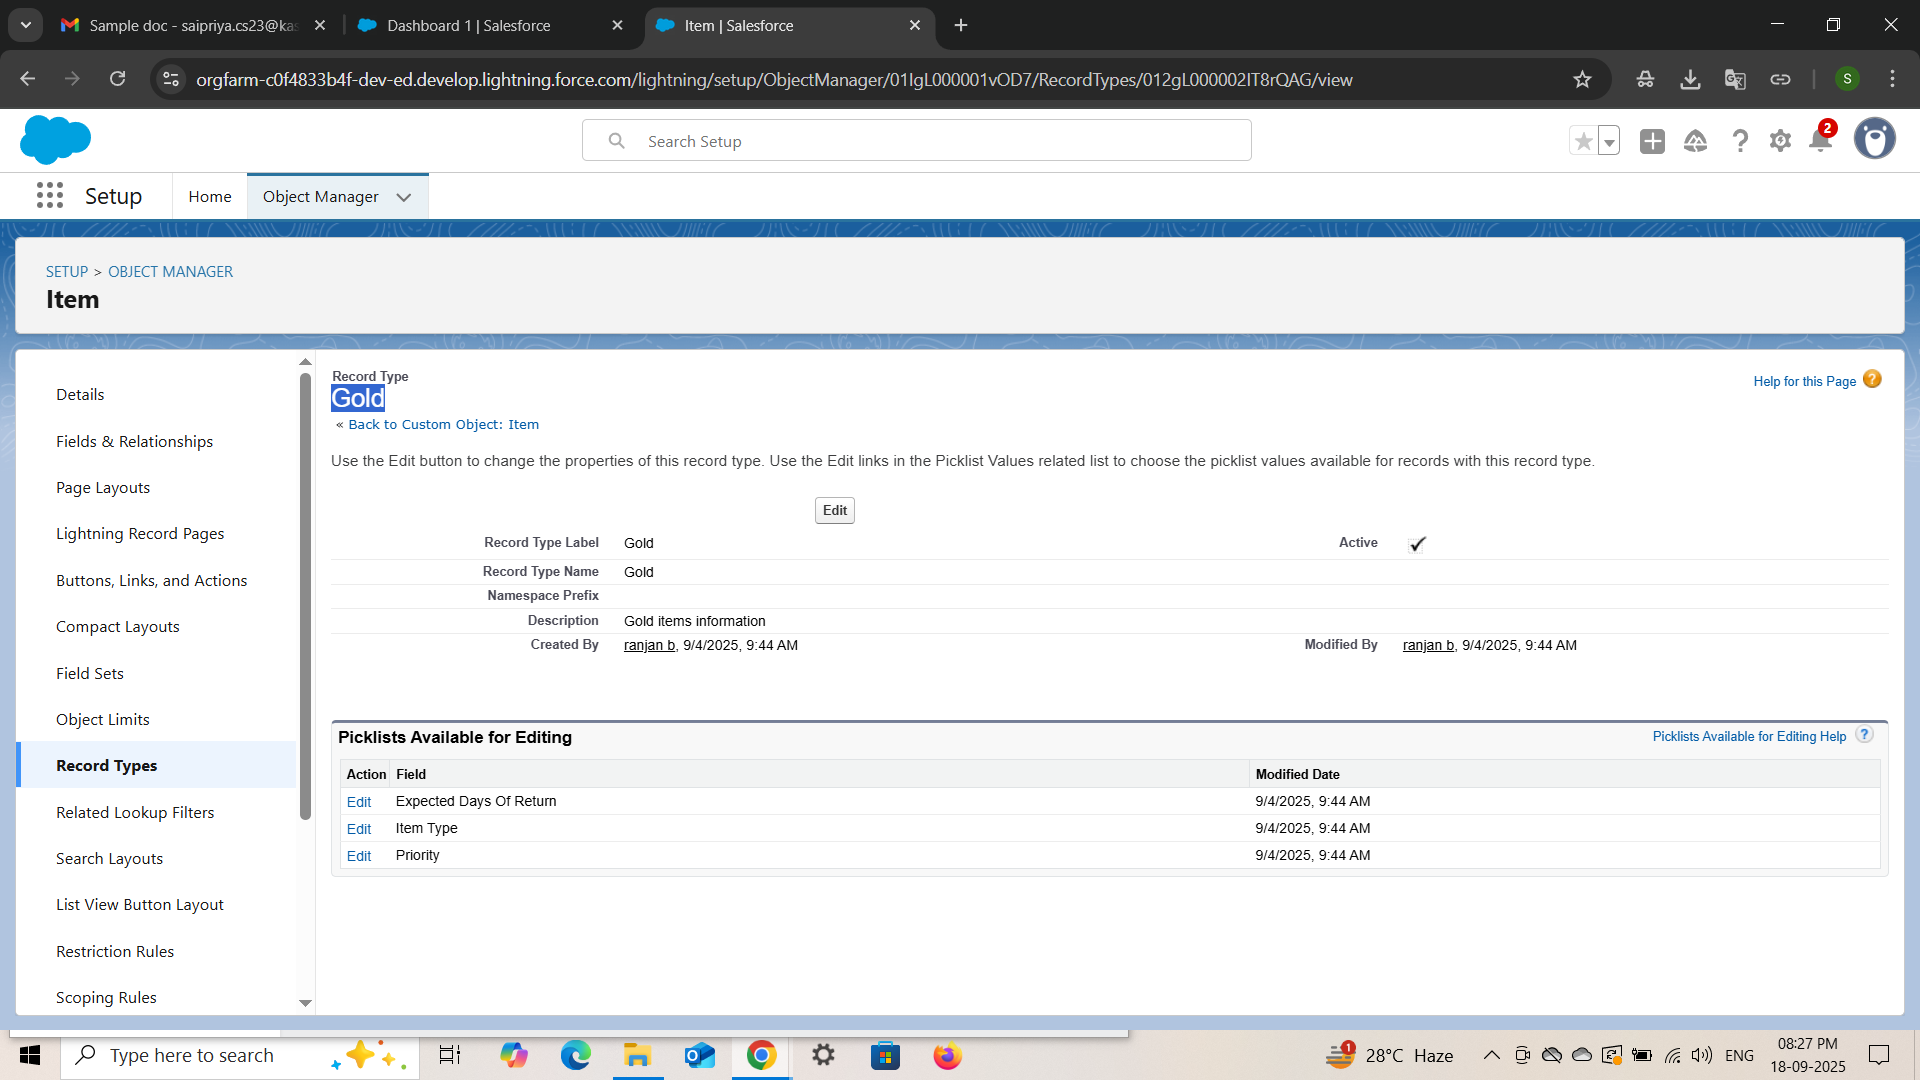 Sample doc - saipriya.cs23@kas
Dashboard 1 | Salesforce
Item | Salesforce
orgfarm-c0f4833b4f-dev-ed.develop.lightning.force.com/lightning/setup/ObjectManager/01IgL000001vOD7/RecordTypes/012gL000002IT8rQAG/view
S
Search Setup
2
Setup
Home
Object Manager
SETUP > OBJECT MANAGER
Item
Details
Fields & Relationships
Page Layouts
Lightning Record Pages
Buttons, Links, and Actions
Compact Layouts
Field Sets
Object Limits
Record Types
Related Lookup Filters
Search Layouts
List View Button Layout
Restriction Rules
Scoping Rules
Record Type
Gold
« Back to Custom Object: Item
Help for this Page ?
Use the Edit button to change the properties of this record type. Use the Edit links in the Picklist Values related list to choose the picklist values available for records with this record type.
Edit
Record Type Label Gold Active
Record Type Name Gold
Namespace Prefix
Description Gold items information
Created By ranjan b, 9/4/2025, 9:44 AM Modified By ranjan b, 9/4/2025, 9:44 AM
Picklists Available for Editing
Picklists Available for Editing Help ?
Action Field Modified Date
Edit Expected Days Of Return 9/4/2025, 9:44 AM
Edit Item Type 9/4/2025, 9:44 AM
Edit Priority 9/4/2025, 9:44 AM
Type here to search
1
28°C Haze
ENG
08:27 PM
18-09-2025